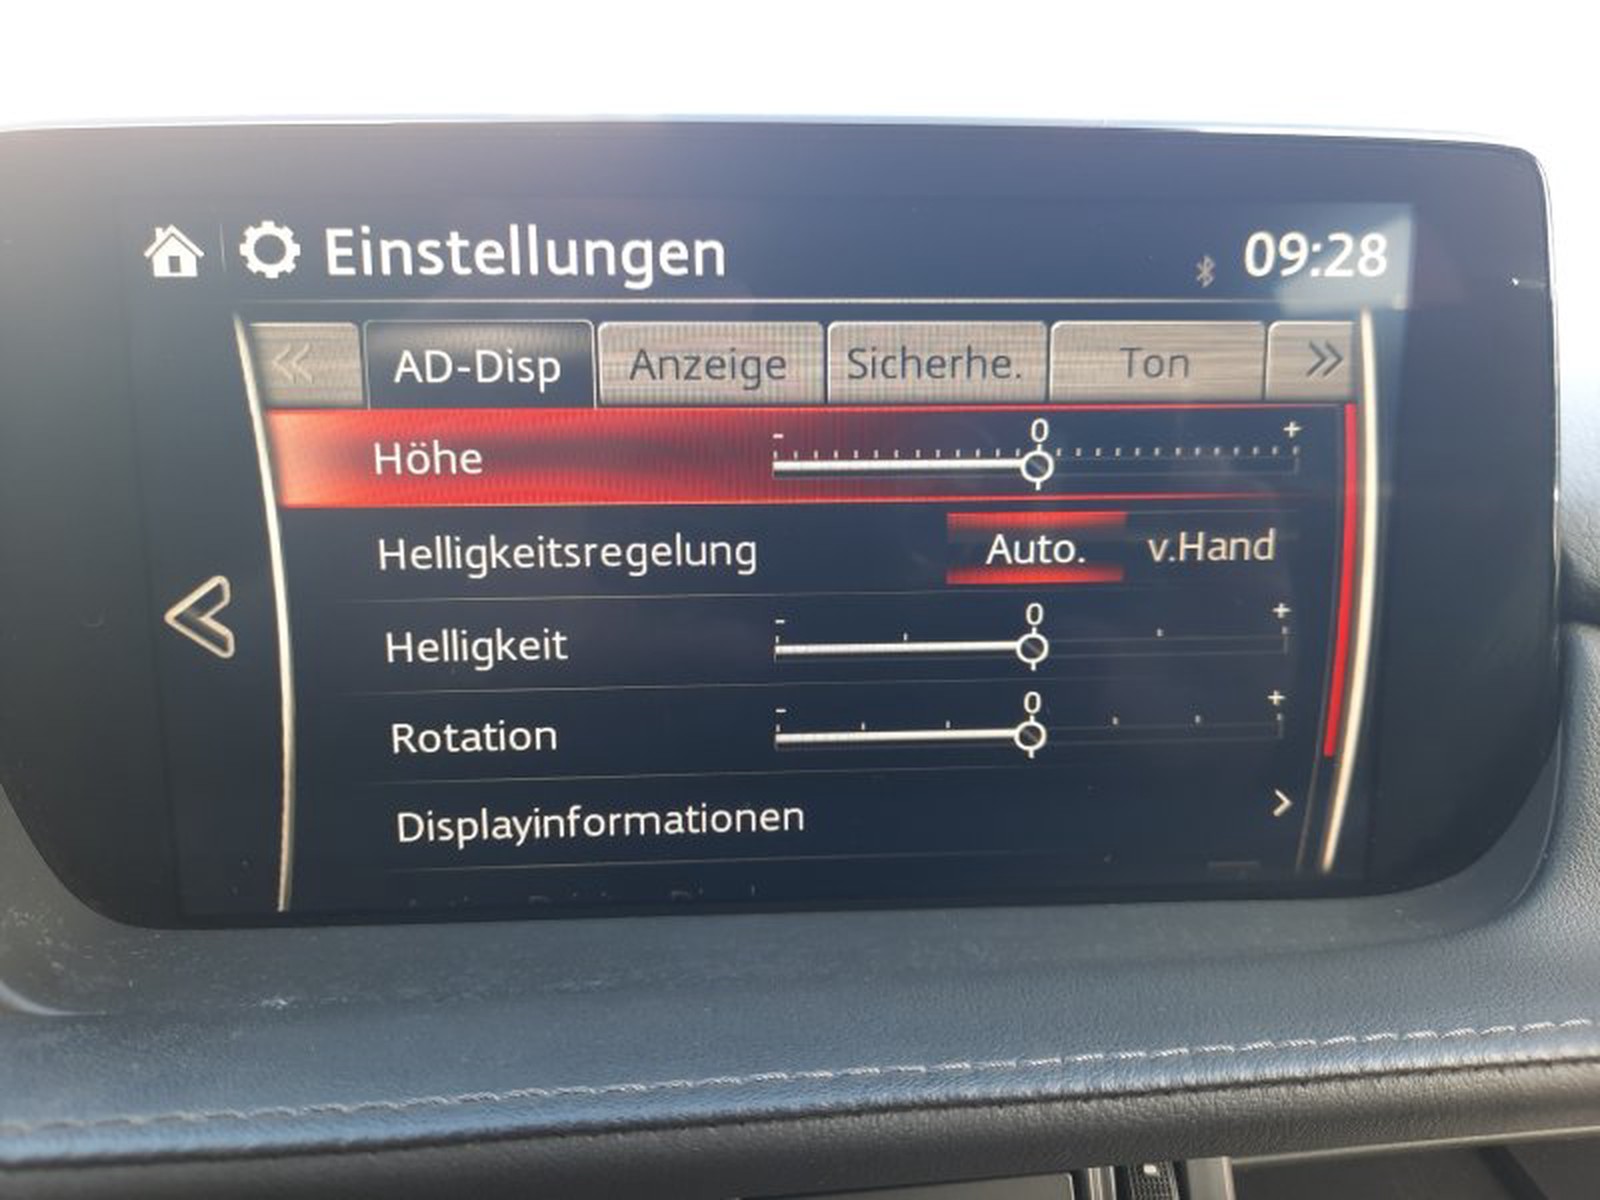 Einstellungen 09:28
AD-Disp Anzeige Sicherhe. Ton
Höhe - 0 +
Helligkeitsregelung Auto. v.Hand
Helligkeit - 0 +
Rotation - 0 +
Displayinformationen